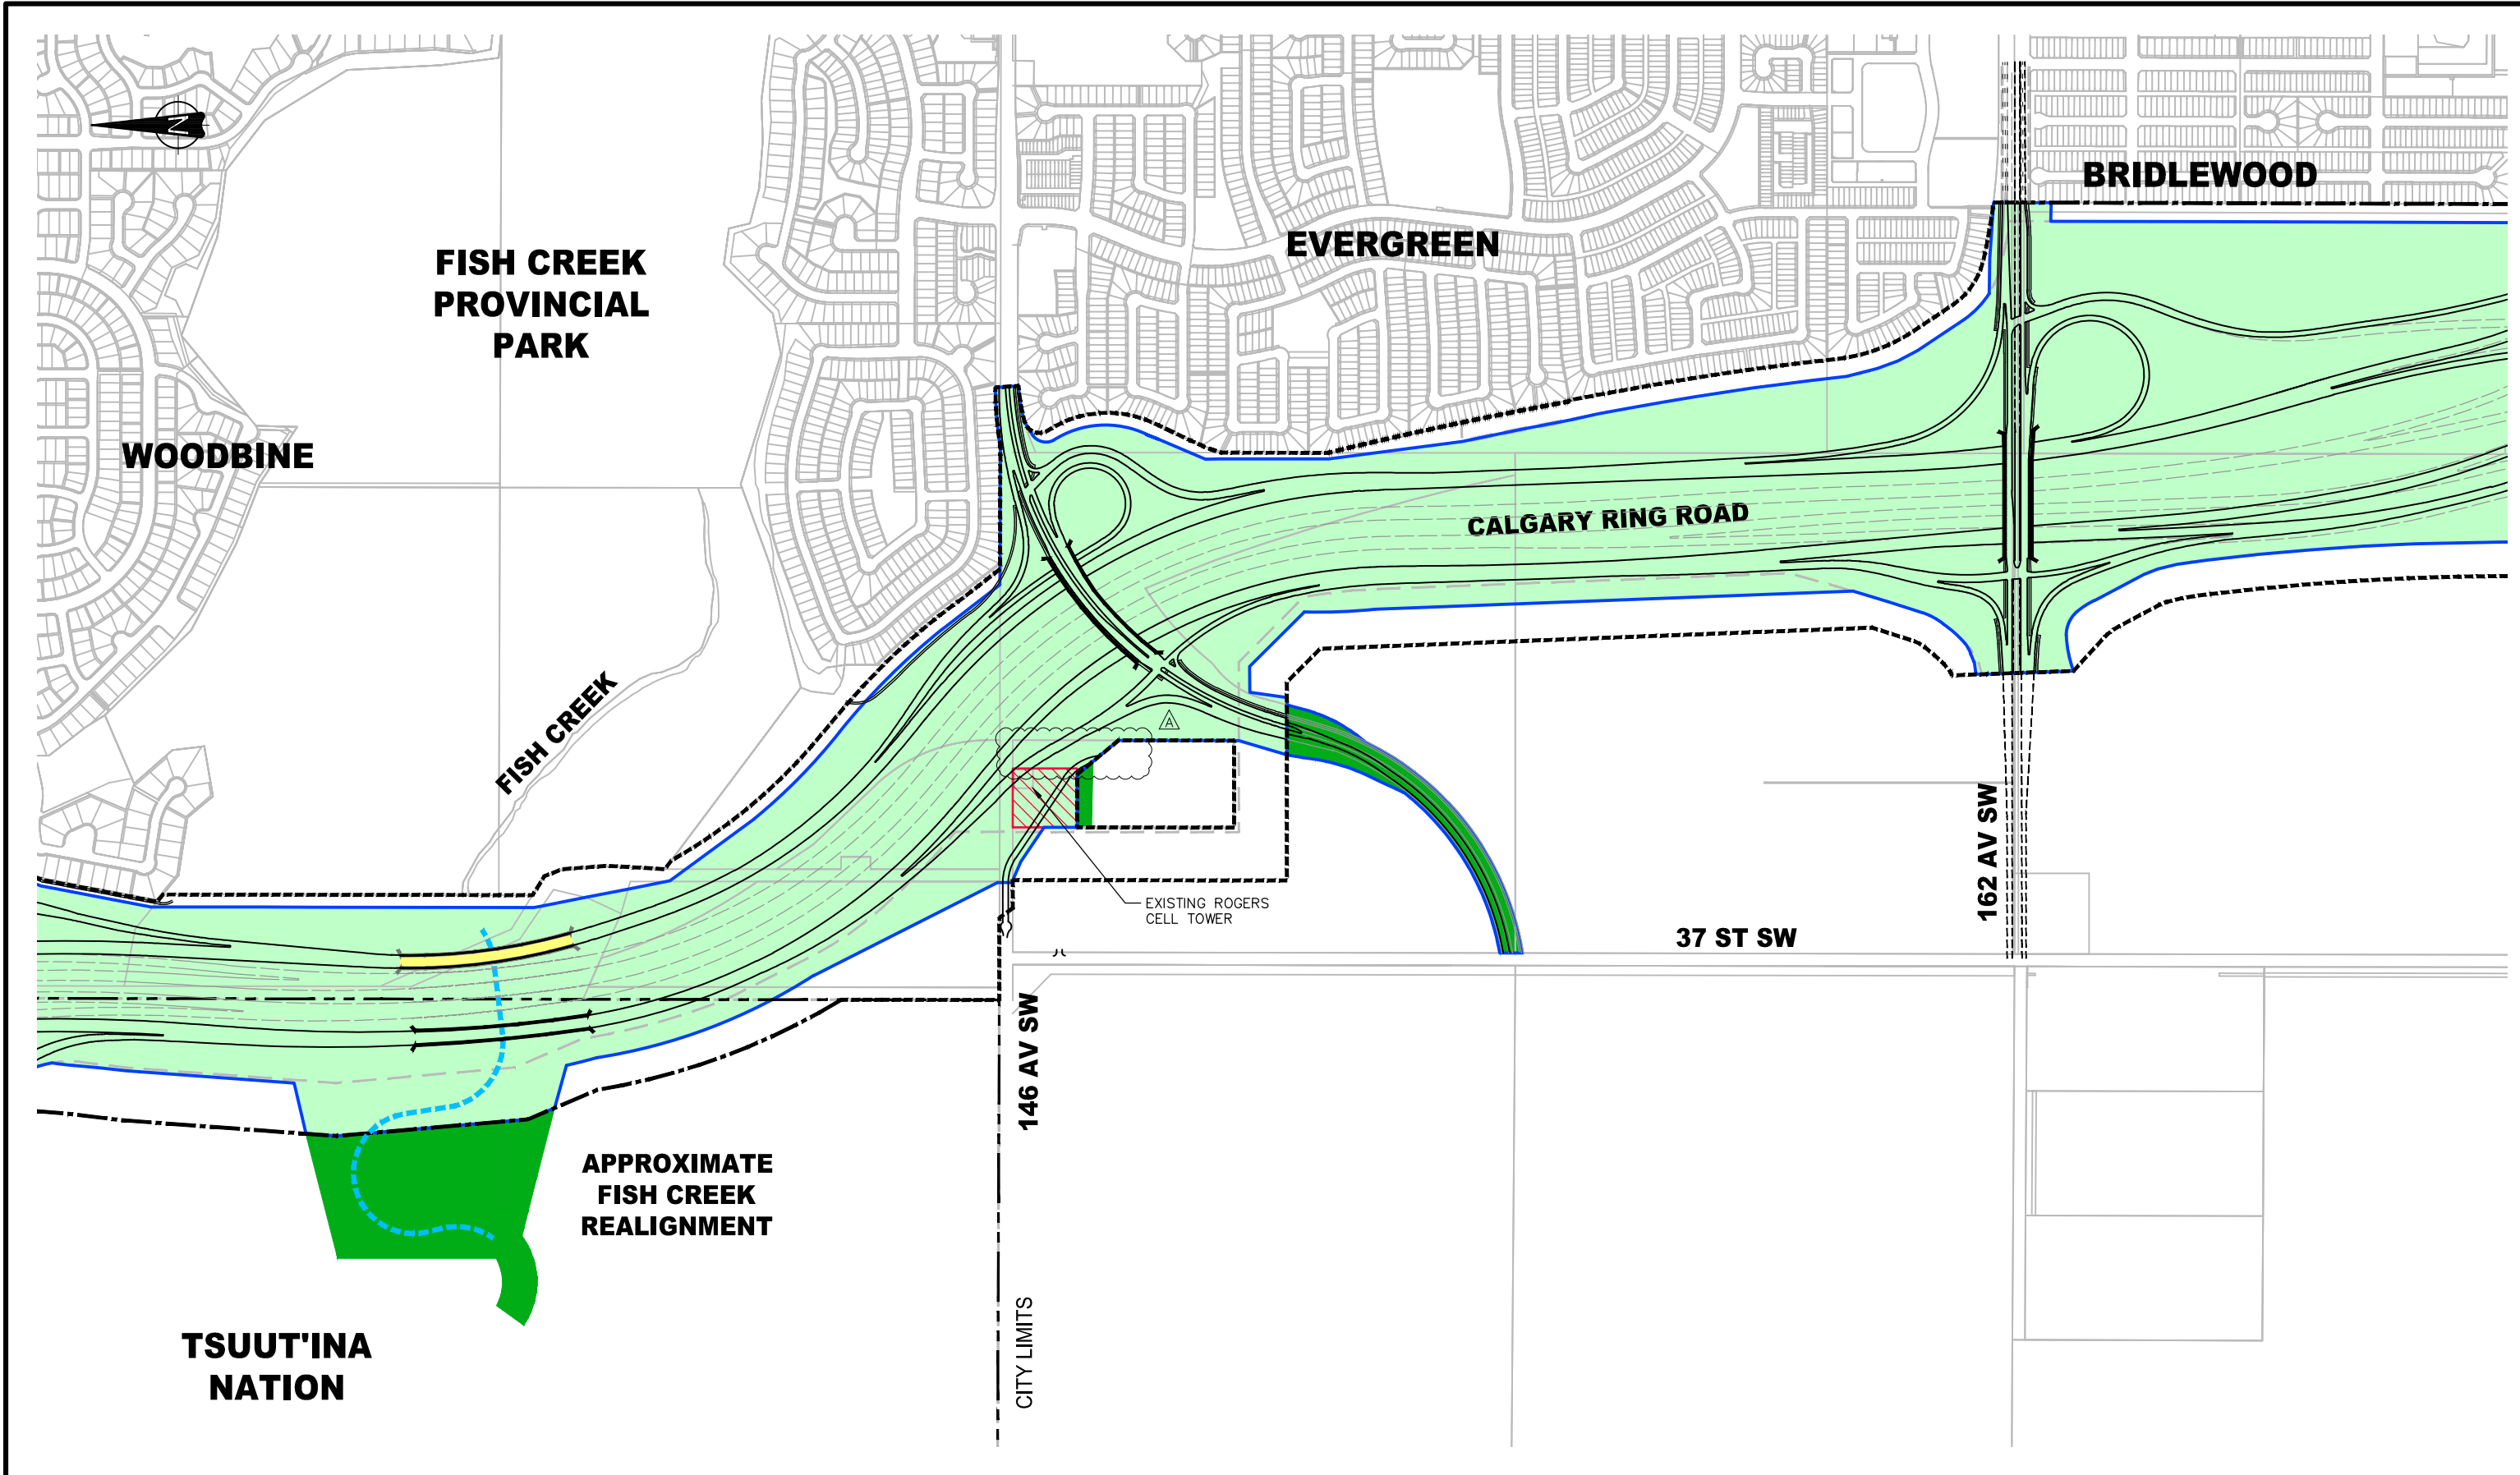 N
BRIDLEWOOD
EVERGREEN
FISH CREEK
PROVINCIAL
PARK
WOODBINE
CALGARY RING ROAD
FISH CREEK
A
EXISTING ROGERS
CELL TOWER
162 AV SW
37 ST SW
146 AV SW
APPROXIMATE
FISH CREEK
REALIGNMENT
CITY LIMITS
TSUUT'INA
NATION